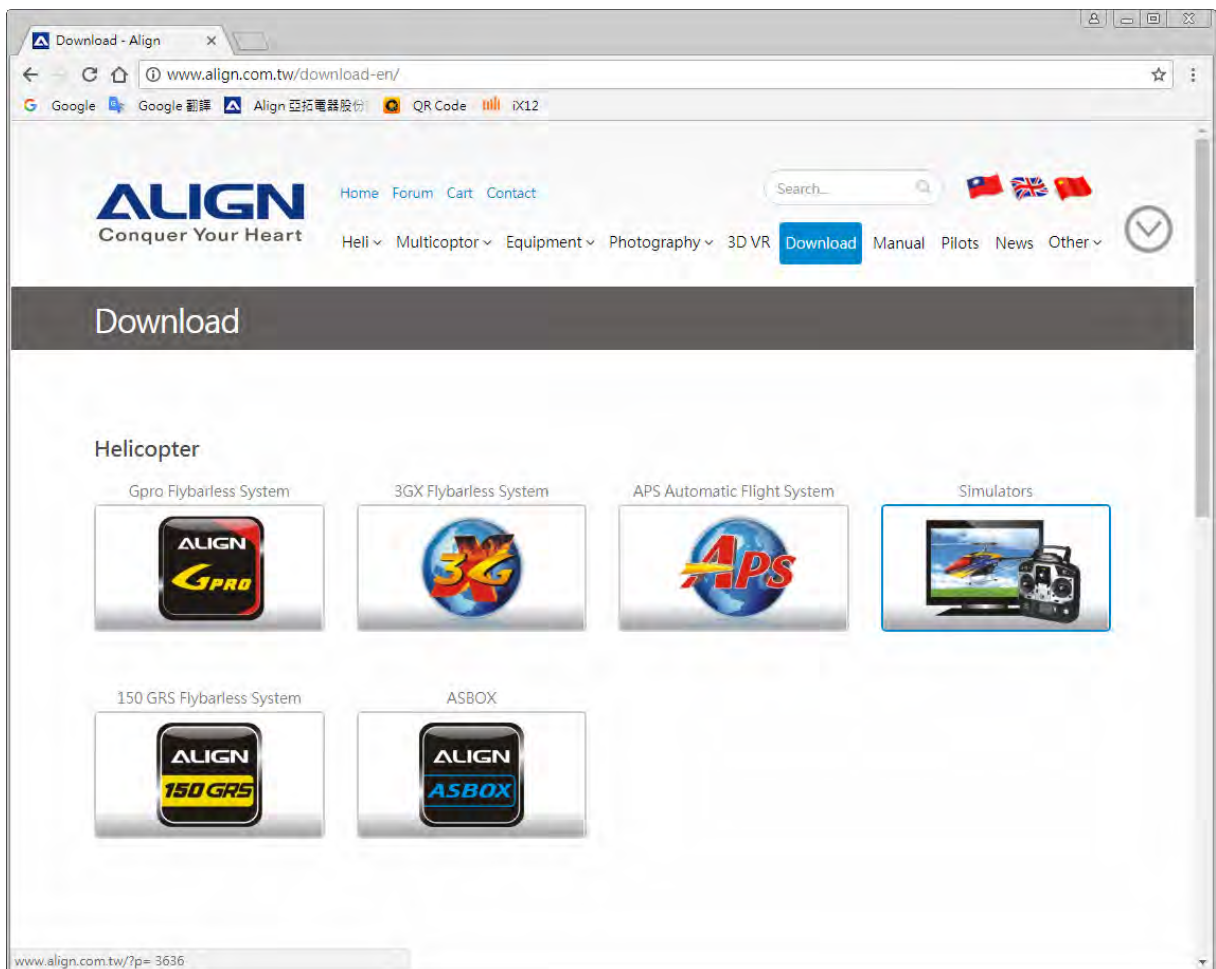 Download - Align
www.align.com.tw/download-en/
Google Google 翻譯 Align 亞拓電器股份 QR Code iX12
ALIGN
Conquer Your Heart
Home Forum Cart Contact
Search...
Heli Multicoptor Equipment Photography 3D VR Download Manual Pilots News Other
Download
Helicopter
Gpro Flybarless System 3GX Flybarless System APS Automatic Flight System Simulators
ALIGN
GPRO
3GX
APS
150 GRS Flybarless System ASBOX
ALIGN
150 GRS
ALIGN
ASBOX
www.align.com.tw/?p= 3636